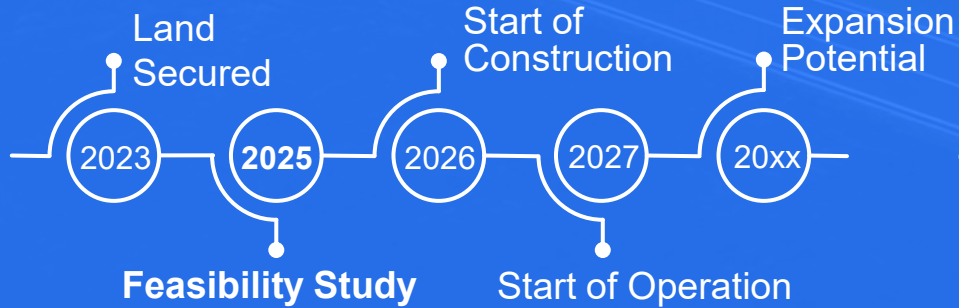 Land
Secured
Start of
Construction
Expansion
Potential
2023
2025
2026
2027
20xx
Feasibility Study
Start of Operation